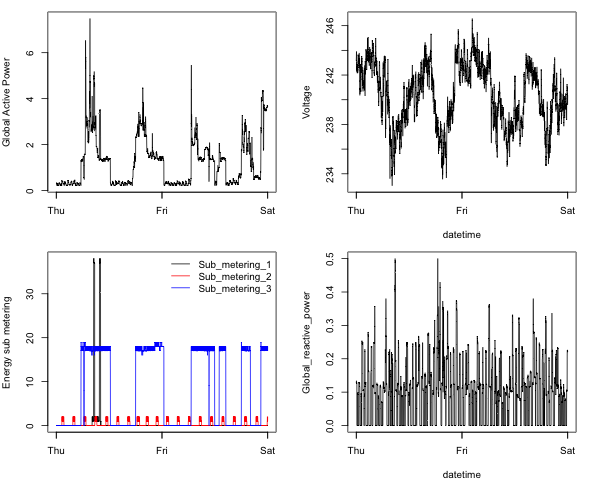 Global Active Power
6
4
2
0
Thu Fri Sat
Voltage
246
242
238
234
Thu Fri Sat
datetime
Energy sub metering
30
20
10
0
Sub_metering_1
Sub_metering_2
Sub_metering_3
Thu Fri Sat
Global_reactive_power
0.5
0.4
0.3
0.2
0.1
0.0
Thu Fri Sat
datetime